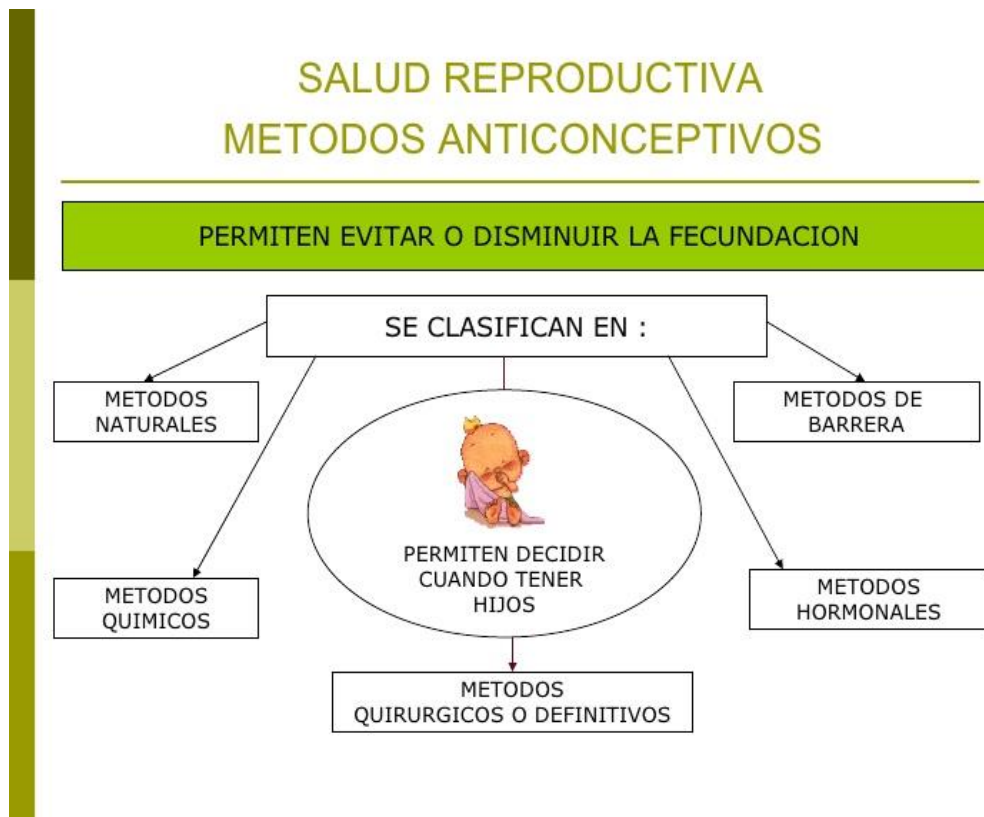 SALUD REPRODUCTIVA
METODOS ANTICONCEPTIVOS
PERMITEN EVITAR O DISMINUIR LA FECUNDACION
SE CLASIFICAN EN :
METODOS
NATURALES
METODOS DE
BARRERA
PERMITEN DECIDIR
CUANDO TENER
HIJOS
METODOS
QUIMICOS
METODOS
HORMONALES
METODOS
QUIRURGICOS O DEFINITIVOS